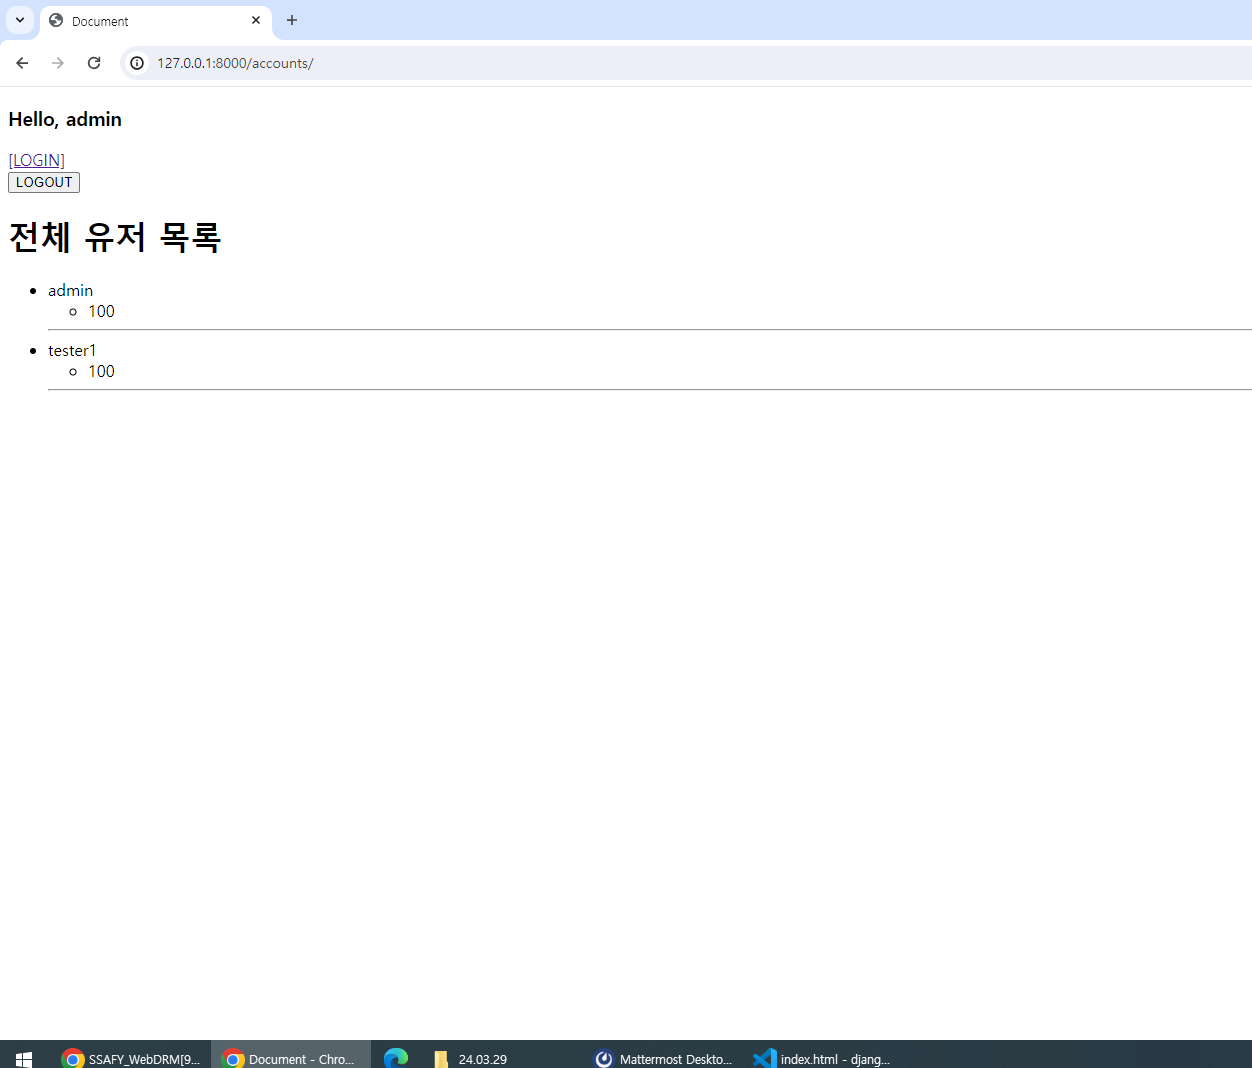 Document
127.0.0.1:8000/accounts/
Hello, admin
[LOGIN]
LOGOUT
전체 유저 목록
admin
100
tester1
100
SSAFY_WebDRM[9... Document - Chro... 24.03.29 Mattermost Deskto... index.html - djang...